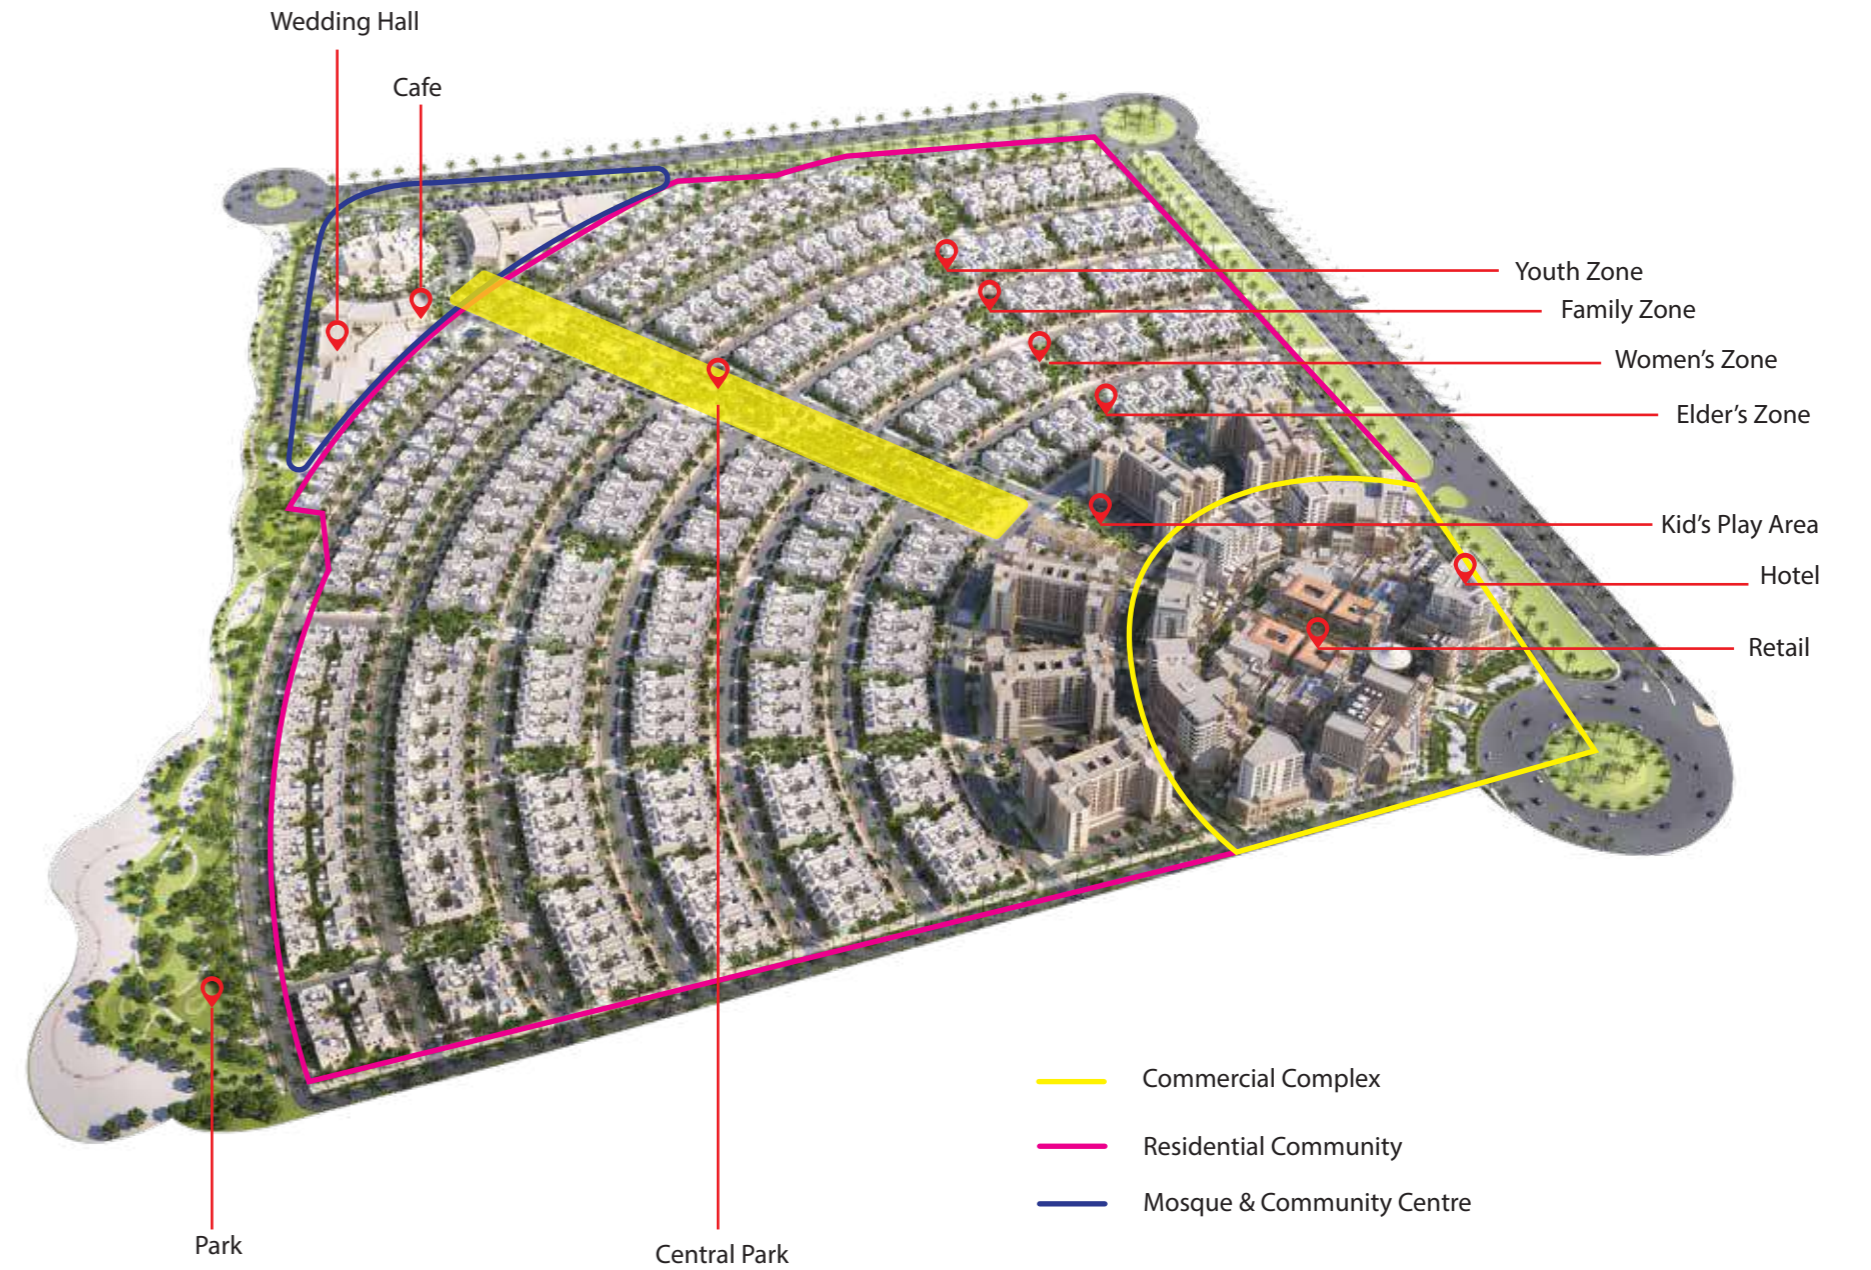 Wedding Hall
Cafe
Youth Zone
Family Zone
Women’s Zone
Elder’s Zone
Kid’s Play Area
Hotel
Retail
Commercial Complex
Residential Community
Mosque & Community Centre
Park
Central Park